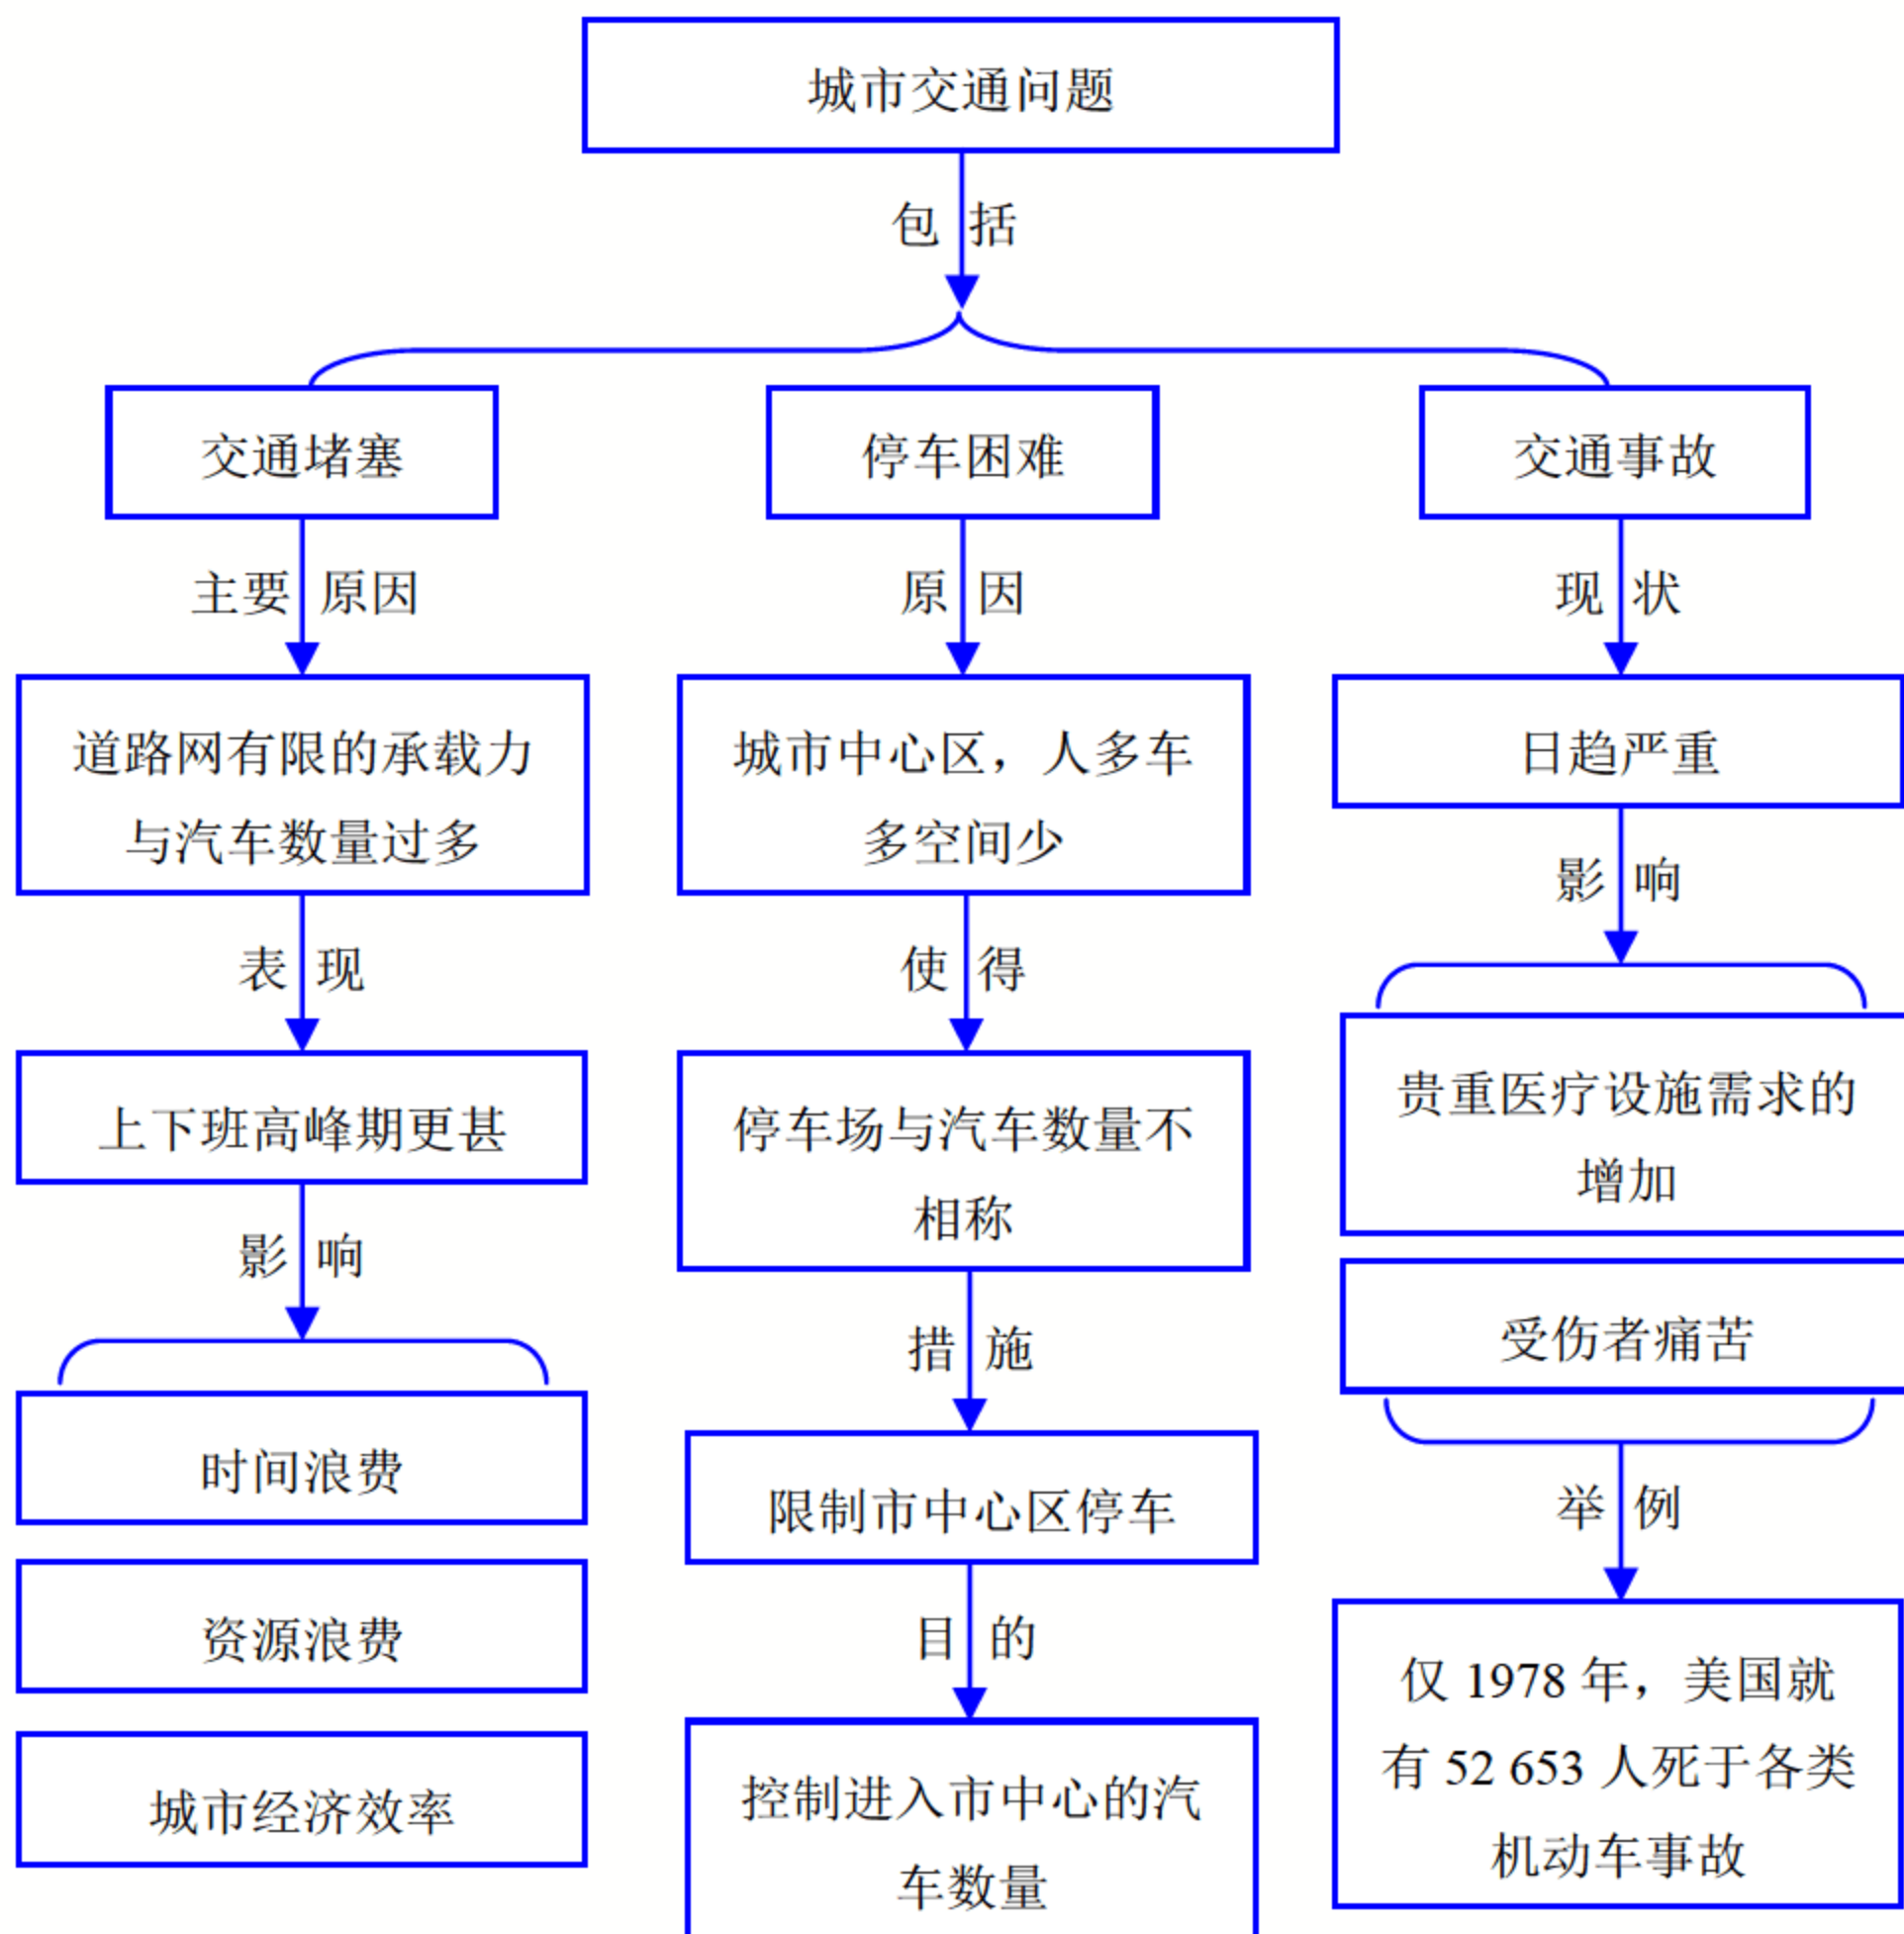 城市交通问题
包括
交通堵塞
停车困难
交通事故
主要原因
原因
现状
道路网有限的承载力
与汽车数量过多
城市中心区，人多车
多空间少
日趋严重
表现
使得
影响
上下班高峰期更甚
停车场与汽车数量不
相称
贵重医疗设施需求的
增加
影响
措施
受伤者痛苦
时间浪费
限制市中心区停车
举例
资源浪费
目的
仅 1978 年，美国就
有 52 653 人死于各类
机动车事故
城市经济效率
控制进入市中心的汽
车数量